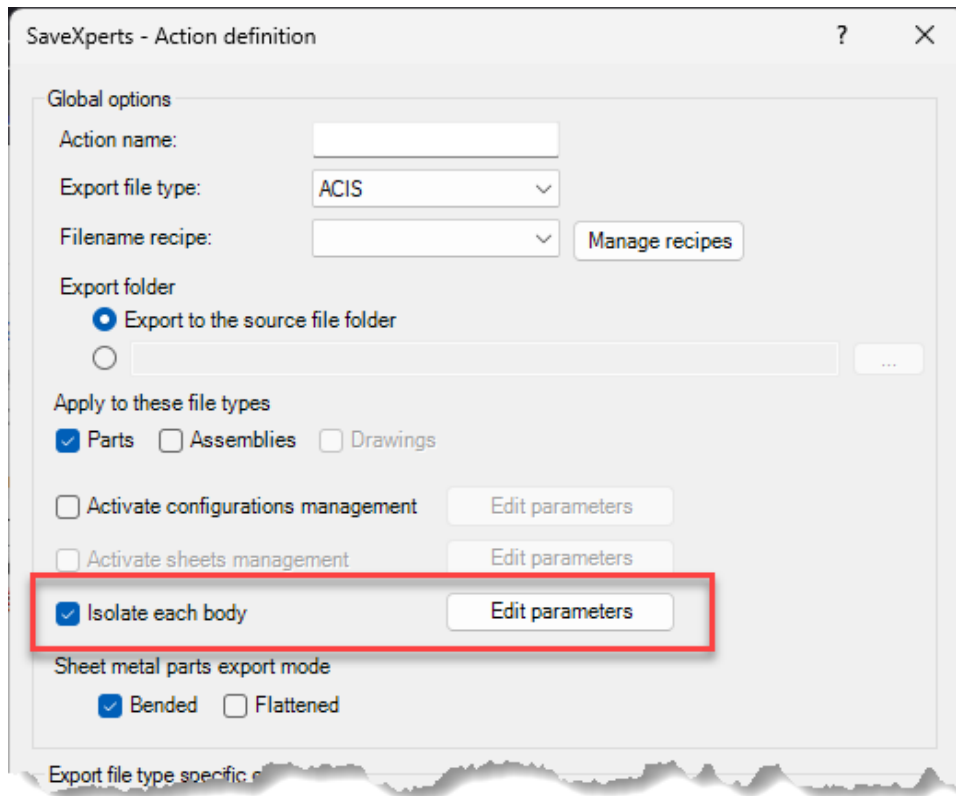 SaveXperts - Action definition ?
Global options
Action name:
Export file type: ACIS
Filename recipe: Manage recipes
Export folder
Export to the source file folder
...
Apply to these file types
Parts Assemblies Drawings
Activate configurations management Edit parameters
Activate sheets management Edit parameters
Isolate each body Edit parameters
Sheet metal parts export mode
Bended Flattened
Export file type specific